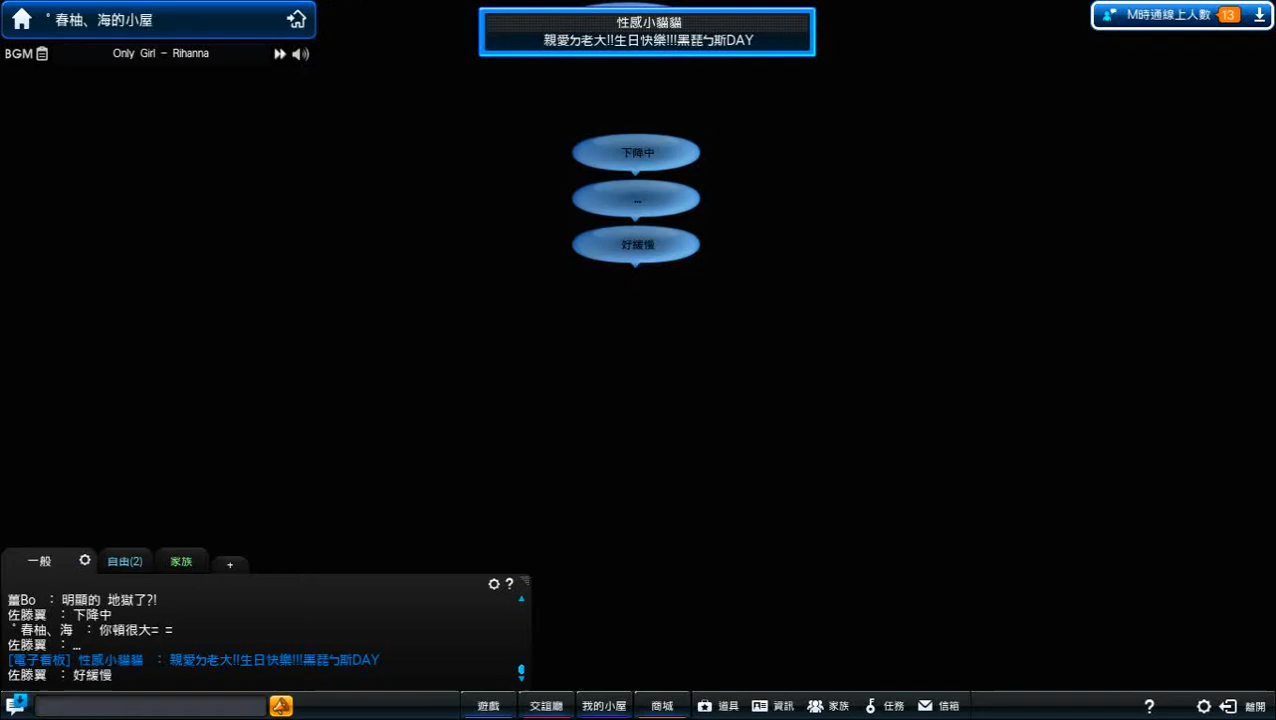 ° 春柚、海的小屋
BGM
Only Girl - Rihanna
性感小貓貓
親愛ㄉ老大!!生日快樂!!!黑琵ㄅ斯DAY
M時通線上人數 13
下降中
...
好緩慢
一般
自由(2)
家族
+
?
薑Bo : 明顯的 地獄了?!
佐滕翼 : 下降中
° 春柚、海 : 你頓很大= =
佐滕翼 : ...
[電子看板] 性感小貓貓 : 親愛ㄉ老大!!生日快樂!!!黑琵ㄅ斯DAY
佐滕翼 : 好緩慢
遊戲
交誼廳
我的小屋
商城
道具
資訊
家族
任務
信箱
?
離開